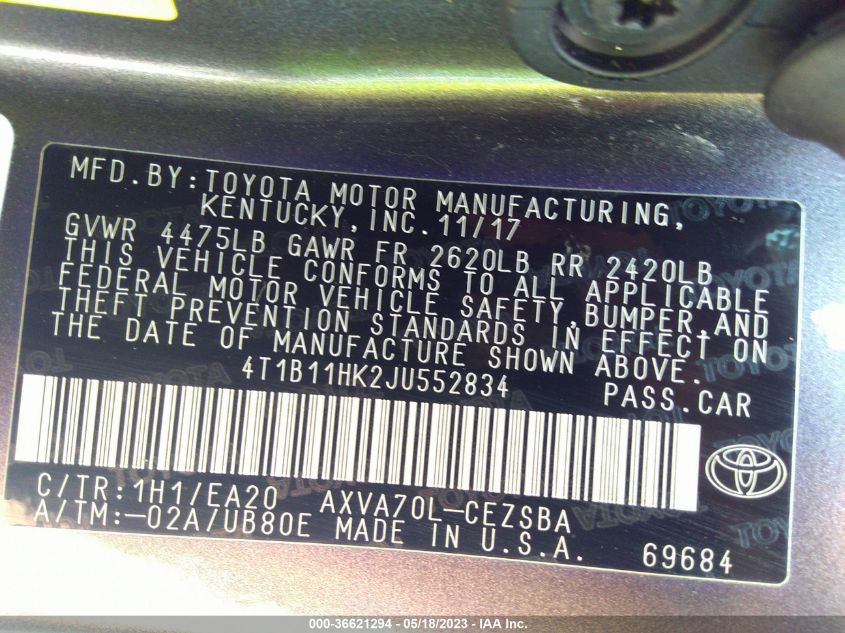 MFD.BY:TOYOTA MOTOR MANUFACTURING,
KENTUCKY,INC.11/17
GVWR 4475LB GAWR FR 2620LB RR 2420LB
THIS VEHICLE CONFORMS TO ALL APPLICABLE
FEDERAL MOTOR VEHICLE SAFETY,BUMPER,AND
THEFT PREVENTION STANDARDS IN EFFECT ON
THE DATE OF MANUFACTURE SHOWN ABOVE.
4T1B11HK2JU552834 PASS.CAR
C/TR:1H1/EA20 AXVA70L-CEZSBA
A/TM:-02A/UB80E MADE IN U.S.A. 69684
000-36621294 - 05/18/2023 - IAA Inc.